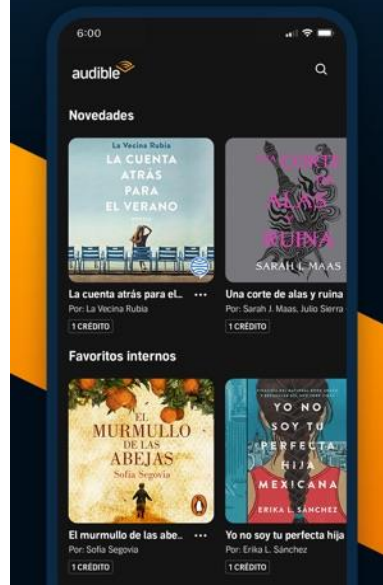 6:00
audible
Novedades
La Vecina Rubia
LA CUENTA
ATRÁS
PARA
EL VERANO
CORTE
ALAS
Y
RUINA
SARAH J. MAAS
La cuenta atrás para el...
Por: La Vecina Rubia
1 CRÉDITO
Una corte de alas y ruina
Por: Sarah J. Maas, Julio Sierra
1 CRÉDITO
Favoritos internos
EL
MURMULLO
DE LAS
ABEJAS
Sofía Segovia
YO NO
SOY TU
PERFECTA
HIJA
MEXICANA
ERIKA L. SÁNCHEZ
El murmullo de las abe...
Por: Sofía Segovia
1 CRÉDITO
Yo no soy tu perfecta hija
Por: Erika L. Sánchez
1 CRÉDITO